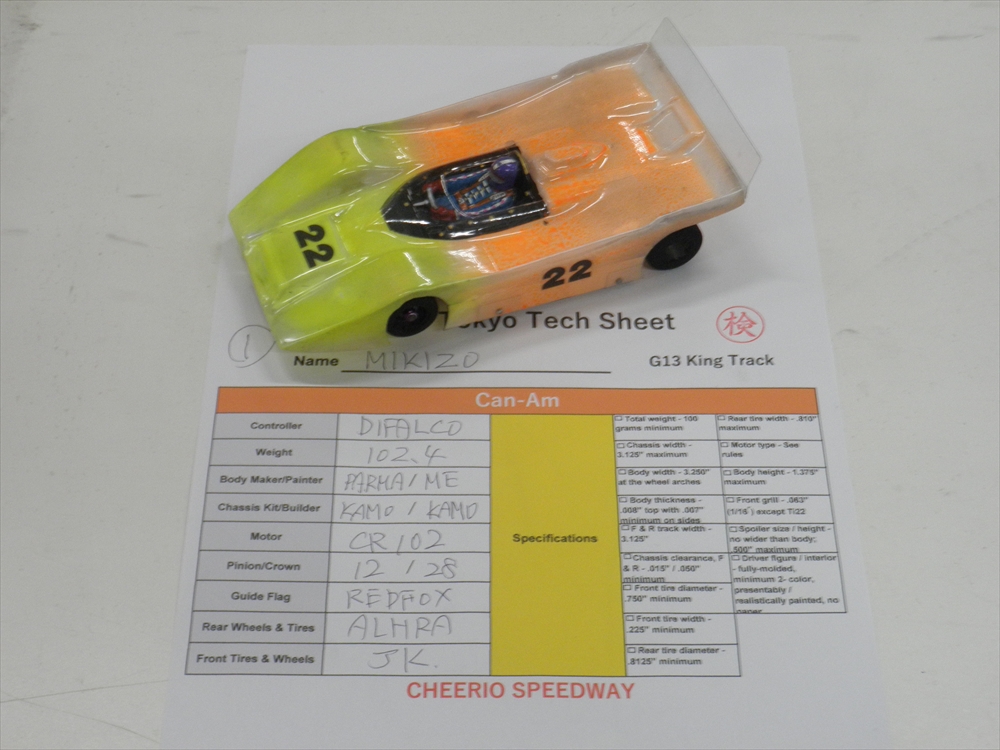 22
22
Tokyo Tech Sheet
検
1
Name MIKIZO
G13 King Track
Can-Am
Controller DIFALCO
Weight 102.4
Body Maker/Painter PARMA / ME
Chassis Kit/Builder KAMO / KAMO
Motor CR102
Pinion/Crown 12 / 28
Guide Flag REDFOX
Rear Wheels & Tires ALHRA
Front Tires & Wheels JK.
Specifications
Total weight - 100 grams minimum
Rear tire width - .810" maximum
Chassis width - 3.125" maximum
Motor type - See rules
Body width - 3.250" at the wheel arches
Body height - 1.375" maximum
Body thickness - .008" top with .007" minimum on sides
Front grill - .063" (1/16") except Ti22
F & R track width - 3.125"
Spoiler size / height - no wider than body; .500" maximum
Chassis clearance, F & R - .015" / .050" minimum
Driver figure / interior - fully-molded, minimum 2- color, presentably / realistically painted, no paper
Front tire diameter - .750" minimum
Front tire width - .225" minimum
Rear tire diameter - .8125" minimum
CHEERIO SPEEDWAY